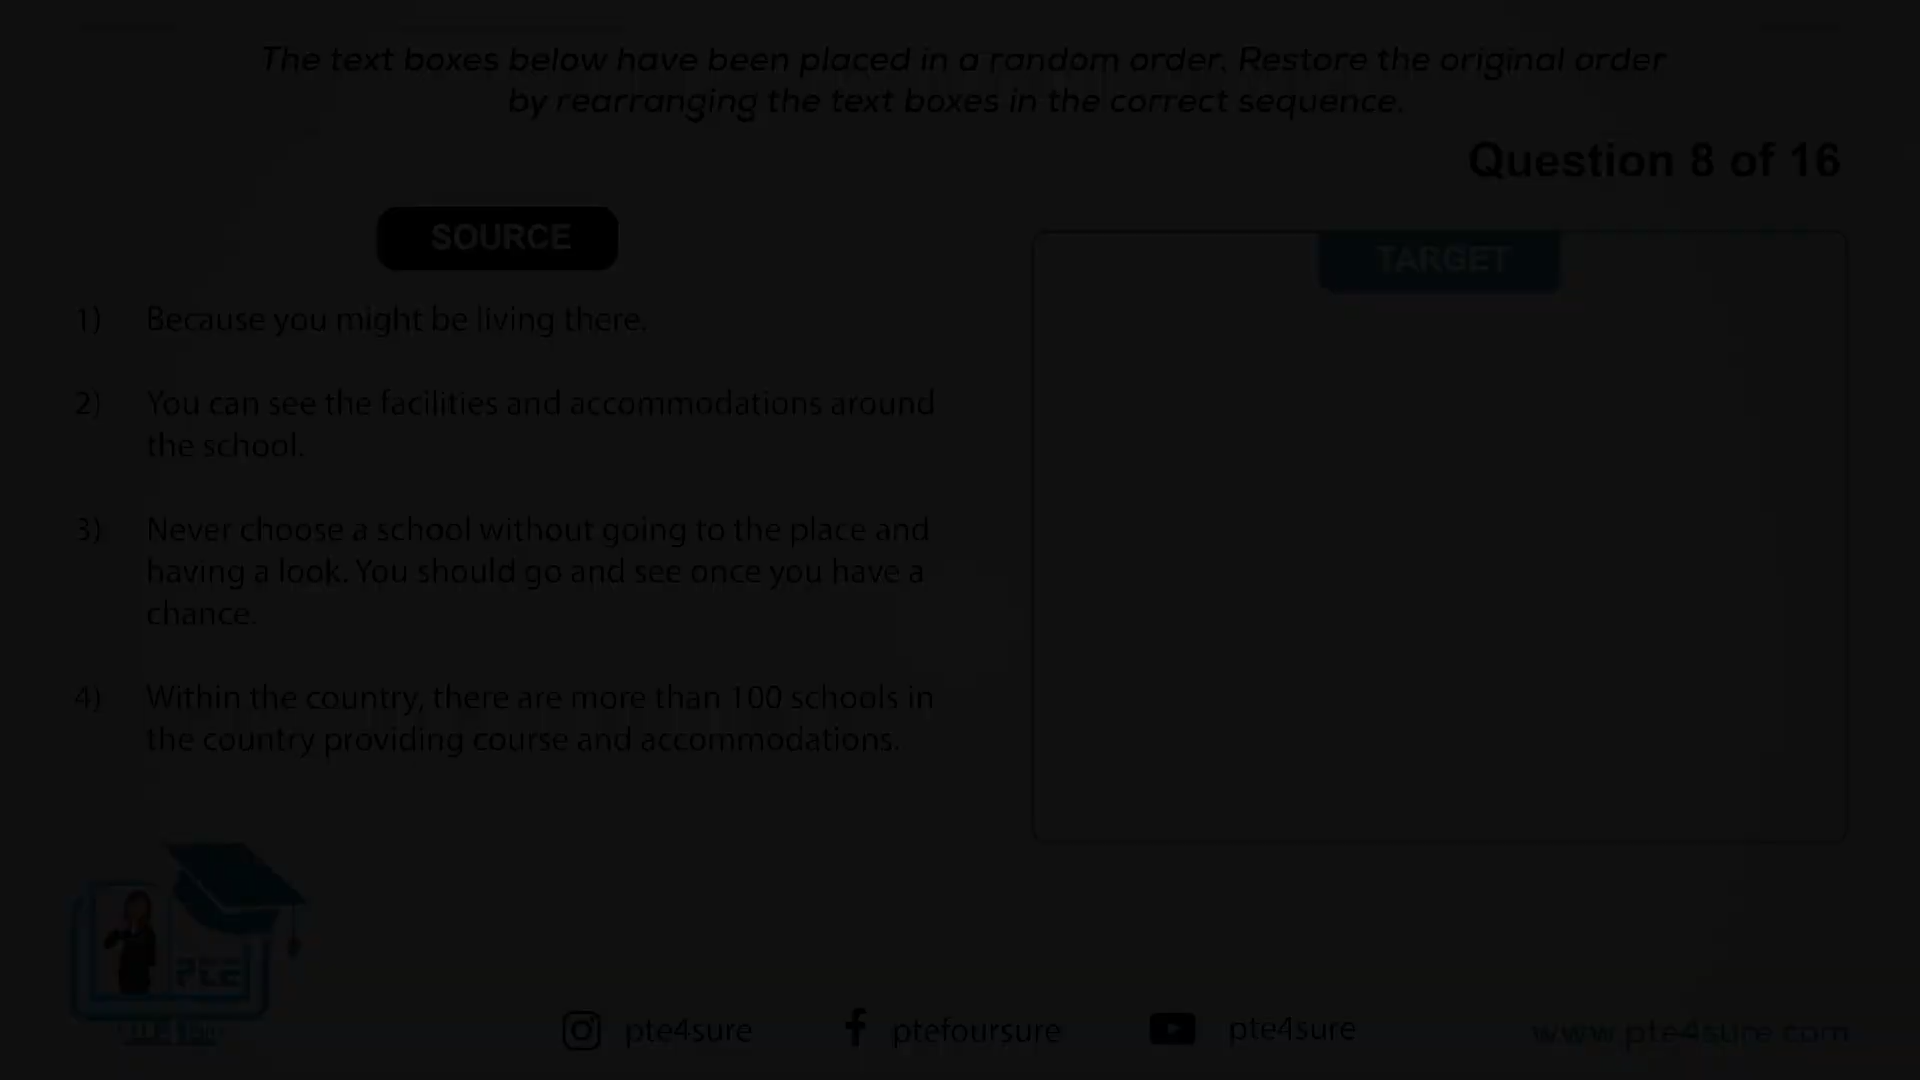 The text boxes below have been placed in a random order. Restore the original order
by rearranging the text boxes in the correct sequence.
Question 8 of 16
SOURCE
TARGET
1) Because you might be living there.
2) You can see the facilities and accommodations around
the school.
3) Never choose a school without going to the place and
having a look. You should go and see once you have a
chance.
4) Within the country, there are more than 100 schools in
the country providing course and accommodations.
PTE
pte4sure
ptefoursure
pte4sure
www.pte4sure.com